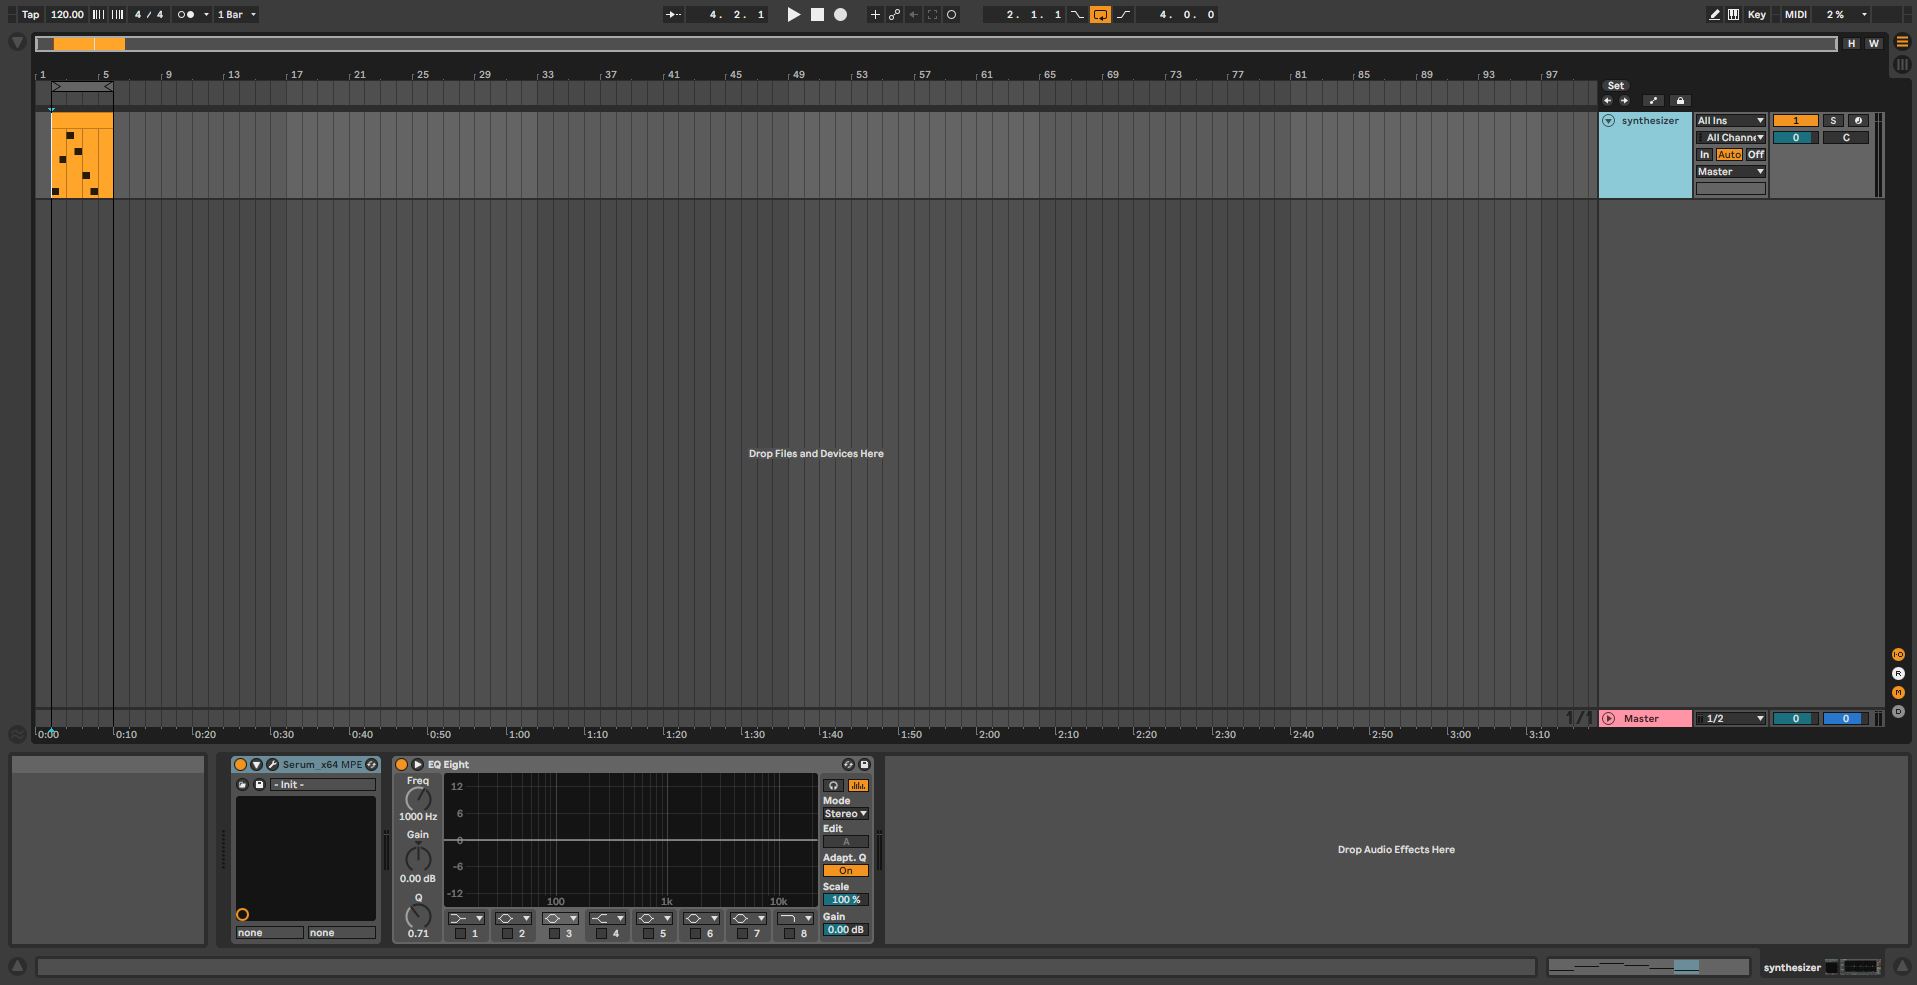 Tap 120.00 4 / 4 1 Bar 4. 2. 1 2. 1. 1 4. 0. 0 Key MIDI 2 %
H W
1 5 9 13 17 21 25 29 33 37 41 45 49 53 57 61 65 69 73 77 81 85 89 93 97
Set
synthesizer All Ins 1 S
All Channe 0 C
In Auto Off
Master
Drop Files and Devices Here
I·O
R
M
D
1/1 Master 1/2 0 0
0:00 0:10 0:20 0:30 0:40 0:50 1:00 1:10 1:20 1:30 1:40 1:50 2:00 2:10 2:20 2:30 2:40 2:50 3:00 3:10
Serum_x64 MPE
- Init -
none none
EQ Eight
Freq
1000 Hz
Gain
0.00 dB
Q
0.71
12
6
0
-6
-12
100 1k 10k
1 2 3 4 5 6 7 8
Mode
Stereo
Edit
A
Adapt. Q
On
Scale
100 %
Gain
0.00 dB
Drop Audio Effects Here
synthesizer